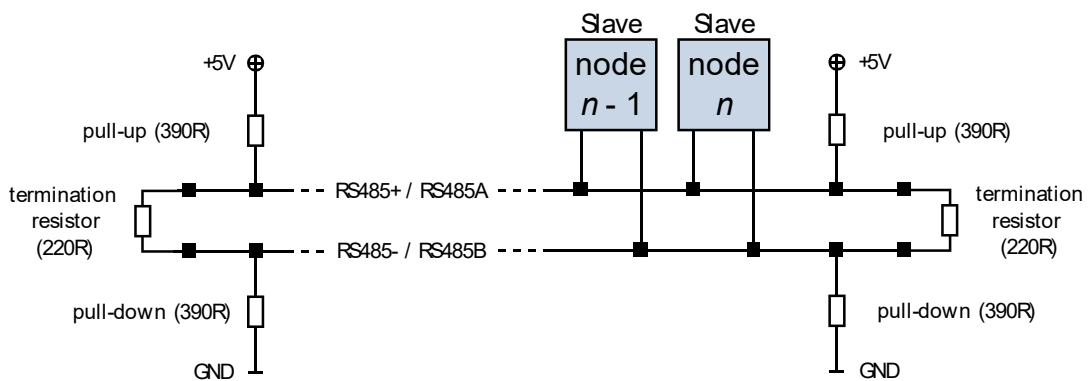 Slave
Slave
+5V
node
n - 1
node
n
+5V
pull-up (390R)
pull-up (390R)
termination
resistor
(220R)
RS485+ / RS485A
termination
resistor
(220R)
RS485- / RS485B
pull-down (390R)
pull-down (390R)
GND
GND